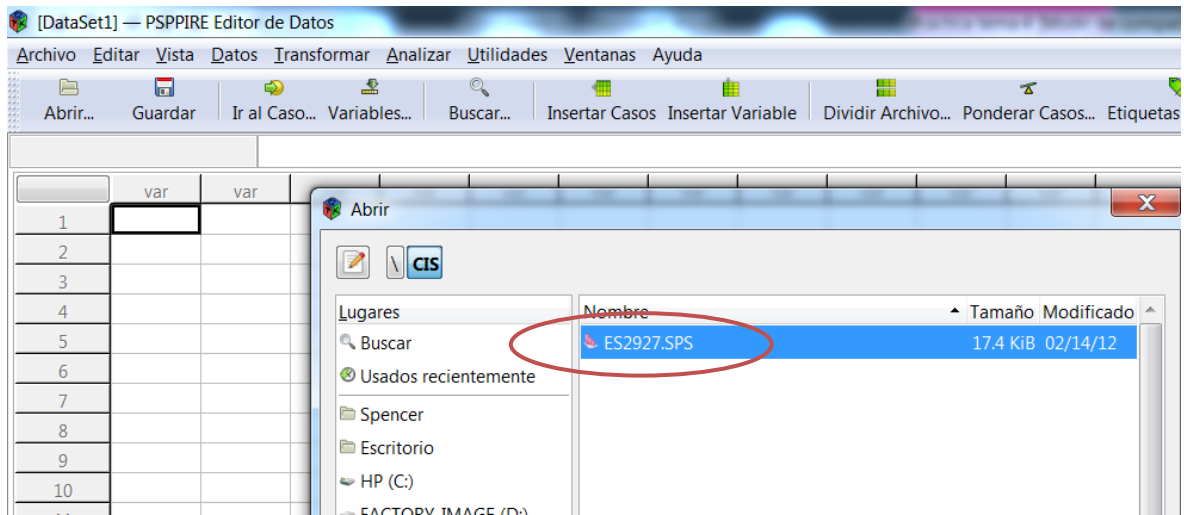 [DataSet1] — PSPPIRE Editor de Datos
Archivo Editar Vista Datos Transformar Analizar Utilidades Ventanas Ayuda
Abrir... Guardar Ir al Caso... Variables... Buscar... Insertar Casos Insertar Variable Dividir Archivo... Ponderar Casos... Etiquetas
var var
1
Abrir
2
\ CIS
3
4
Lugares Nombre Tamaño Modificado
5
Buscar ES2927.SPS 17.4 KiB 02/14/12
6
Usados recientemente
7
Spencer
8
Escritorio
9
HP (C:)
10
FACTORY IMAGE (D:)